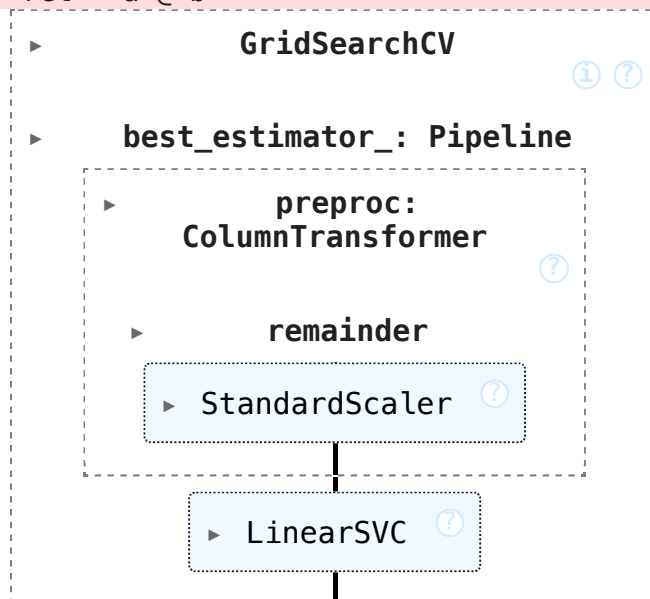 GridSearchCV
i ?
best_estimator_: Pipeline
preproc:
ColumnTransformer
?
remainder
StandardScaler ?
LinearSVC ?